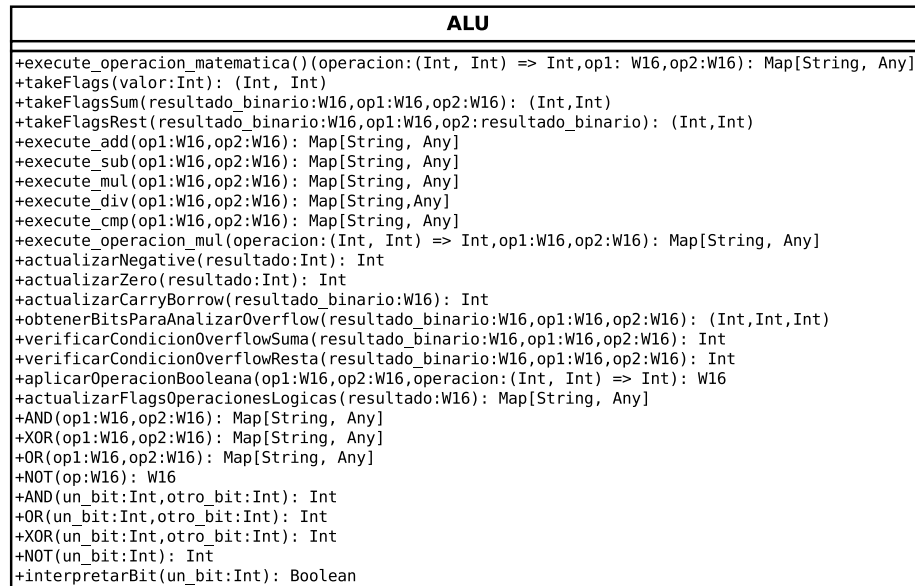 ALU
+execute_operacion_matematica()(operacion:(Int, Int) => Int,op1: W16,op2:W16): Map[String, Any]
+takeFlags(valor:Int): (Int, Int)
+takeFlagsSum(resultado_binario:W16,op1:W16,op2:W16): (Int,Int)
+takeFlagsRest(resultado_binario:W16,op1:W16,op2:resultado_binario): (Int,Int)
+execute_add(op1:W16,op2:W16): Map[String, Any]
+execute_sub(op1:W16,op2:W16): Map[String, Any]
+execute_mul(op1:W16,op2:W16): Map[String, Any]
+execute_div(op1:W16,op2:W16): Map[String,Any]
+execute_cmp(op1:W16,op2:W16): Map[String, Any]
+execute_operacion_mul(operacion:(Int, Int) => Int,op1:W16,op2:W16): Map[String, Any]
+actualizarNegative(resultado:Int): Int
+actualizarZero(resultado:Int): Int
+actualizarCarryBorrow(resultado_binario:W16): Int
+obtenerBitsParaAnalizarOverflow(resultado_binario:W16,op1:W16,op2:W16): (Int,Int,Int)
+verificarCondicionOverflowSuma(resultado_binario:W16,op1:W16,op2:W16): Int
+verificarCondicionOverflowResta(resultado_binario:W16,op1:W16,op2:W16): Int
+aplicarOperacionBooleana(op1:W16,op2:W16,operacion:(Int, Int) => Int): W16
+actualizarFlagsOperacionesLogicas(resultado:W16): Map[String, Any]
+AND(op1:W16,op2:W16): Map[String, Any]
+XOR(op1:W16,op2:W16): Map[String, Any]
+OR(op1:W16,op2:W16): Map[String, Any]
+NOT(op:W16): W16
+AND(un_bit:Int,otro_bit:Int): Int
+OR(un_bit:Int,otro_bit:Int): Int
+XOR(un_bit:Int,otro_bit:Int): Int
+NOT(un_bit:Int): Int
+interpretarBit(un_bit:Int): Boolean